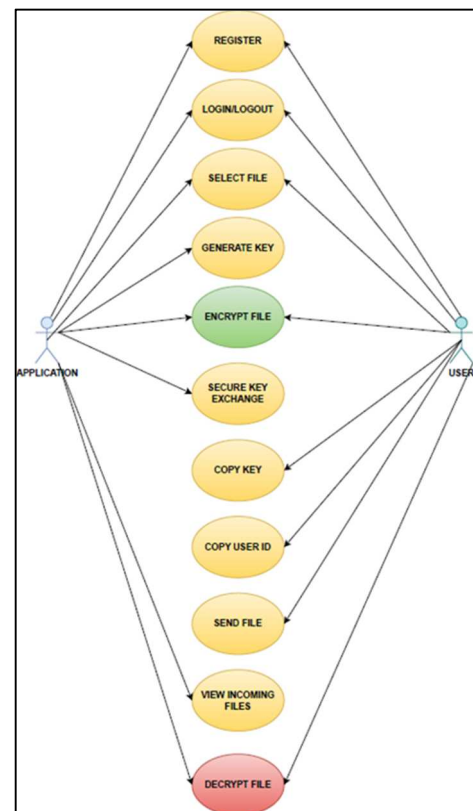 REGISTER
LOGIN/LOGOUT
SELECT FILE
GENERATE KEY
ENCRYPT FILE
APPLICATION
USER
SECURE KEY
EXCHANGE
COPY KEY
COPY USER ID
SEND FILE
VIEW INCOMING
FILES
DECRYPT FILE